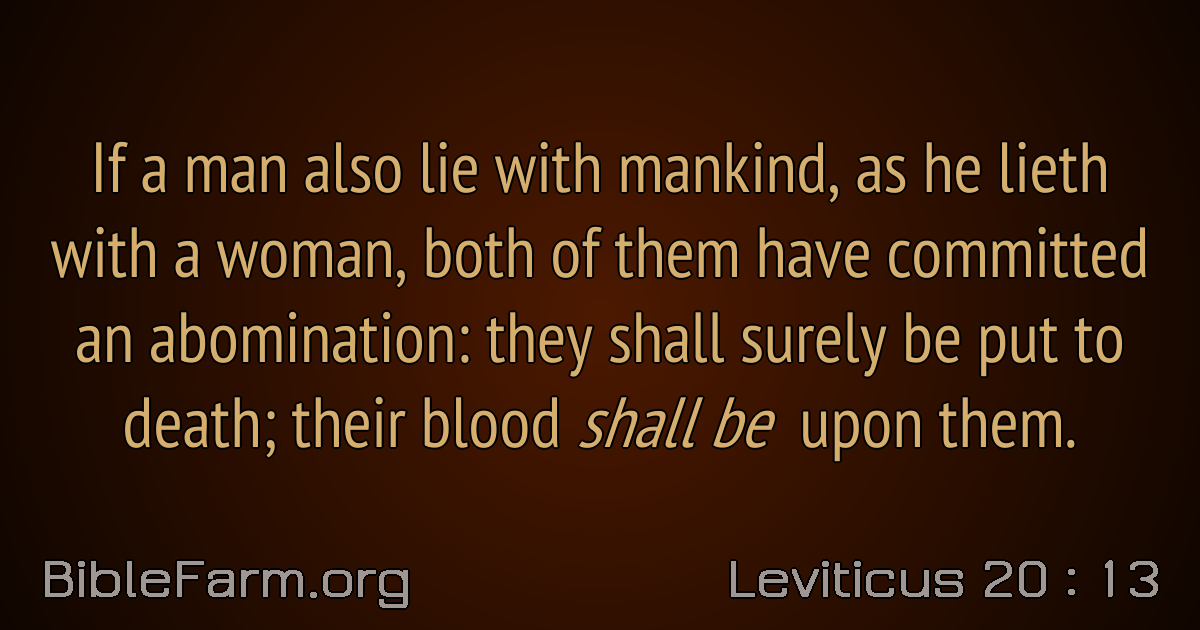 If a man also lie with mankind, as he lieth
with a woman, both of them have committed
an abomination: they shall surely be put to
death; their blood shall be upon them.
BibleFarm.org
Leviticus 20 : 13